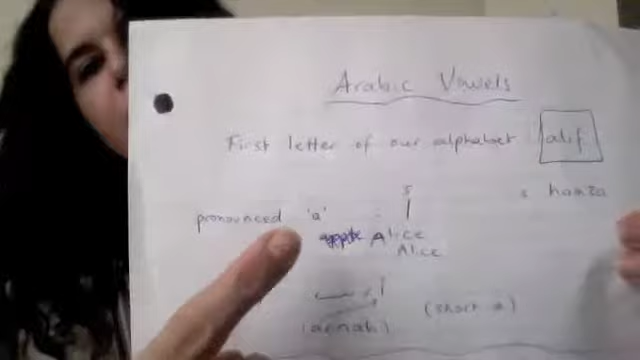 Arabic Vowels
First letter of our alphabet alif
ء hamza
pronounced 'a' : أ
Alice
Alice
(short a)